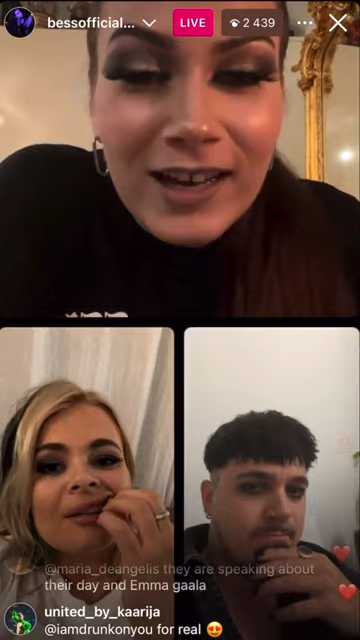 bessofficial...
LIVE
2 439
@maria_deangelis they are speaking about
their day and Emma gaala
united_by_kaarija
@iamdrunkonyou for real 😍